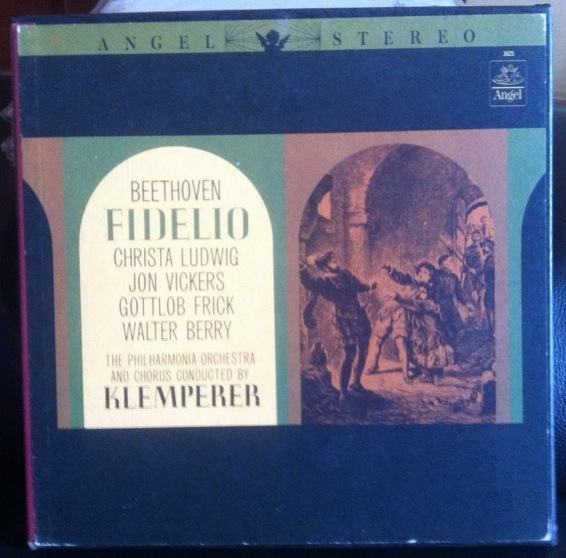 ANGEL STEREO
3625
Angel
BEETHOVEN
FIDELIO
CHRISTA LUDWIG
JON VICKERS
GOTTLOB FRICK
WALTER BERRY
THE PHILHARMONIA ORCHESTRA
AND CHORUS CONDUCTED BY
KLEMPERER